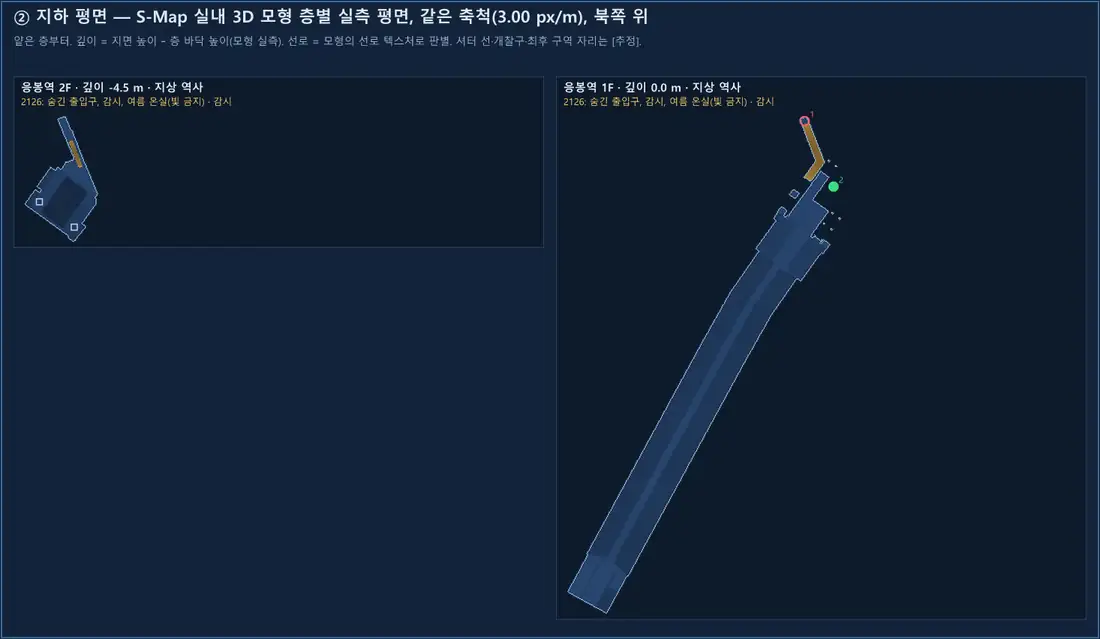 ② 지하 평면 — S-Map 실내 3D 모형 층별 실측 평면, 같은 축척(3.00 px/m), 북쪽 위
얕은 층부터. 깊이 = 지면 높이 - 층 바닥 높이(모형 실측). 선로 = 모형의 선로 텍스처로 판별. 셔터 선·개찰구·최후 구역 자리는 [추정].
응봉역 2F · 깊이 -4.5 m · 지상 역사
2126: 숨긴 출입구, 감시, 여름 온실(빛 금지) · 감시
응봉역 1F · 깊이 0.0 m · 지상 역사
2126: 숨긴 출입구, 감시, 여름 온실(빛 금지) · 감시
1
2